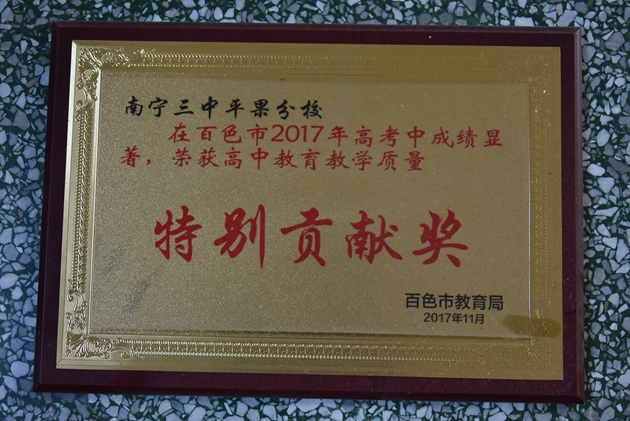 南宁三中平果分校
在百色市2017年高考中成绩显
著，荣获高中教育教学质量
特别贡献奖
百色市教育局
2017年11月